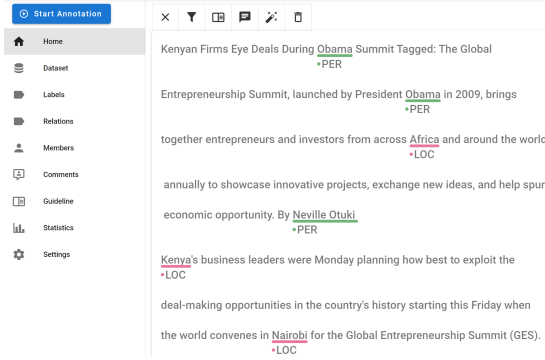 Start Annotation
Home
Dataset
Labels
Relations
Members
Comments
Guideline
Statistics
Settings
Kenyan Firms Eye Deals During Obama Summit Tagged: The Global
•PER
Entrepreneurship Summit, launched by President Obama in 2009, brings
•PER
together entrepreneurs and investors from across Africa and around the world
•LOC
annually to showcase innovative projects, exchange new ideas, and help spur
economic opportunity. By Neville Otuki
•PER
Kenya's business leaders were Monday planning how best to exploit the
•LOC
deal-making opportunities in the country's history starting this Friday when
the world convenes in Nairobi for the Global Entrepreneurship Summit (GES).
•LOC